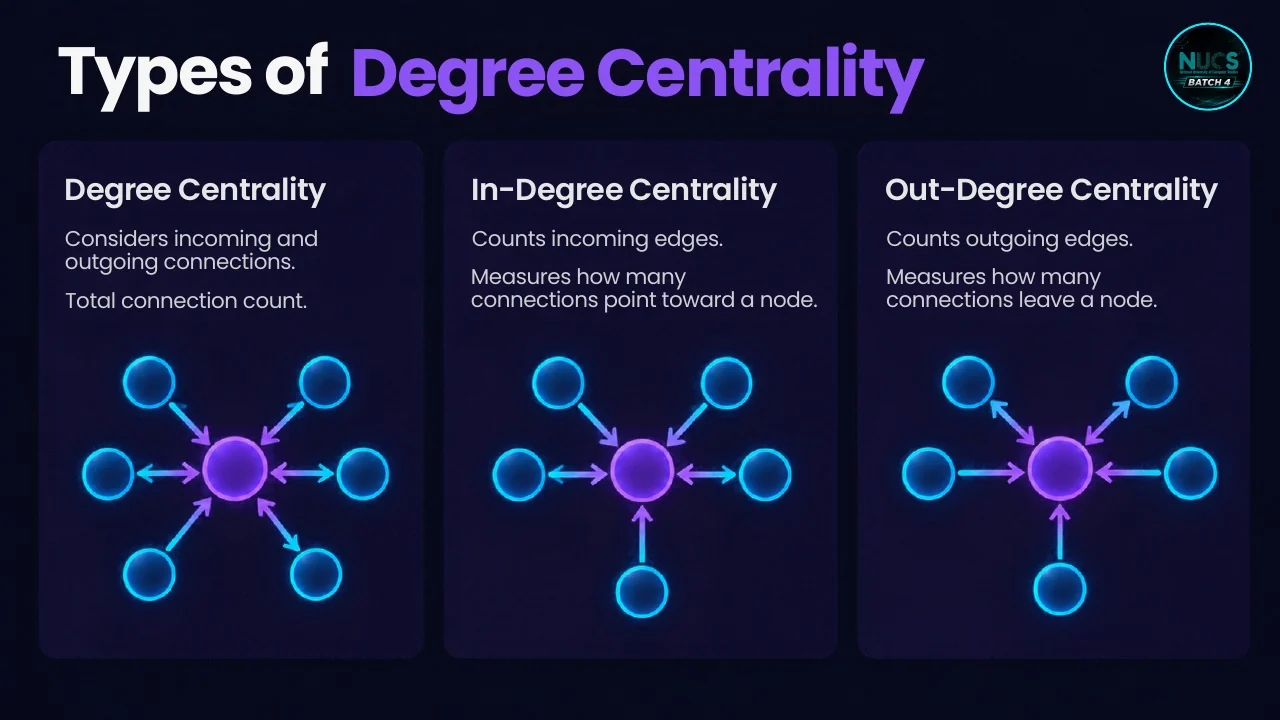 Types of Degree Centrality
NUCS
BATCH 4
Degree Centrality
Considers incoming and
outgoing connections.
Total connection count.
In-Degree Centrality
Counts incoming edges.
Measures how many
connections point toward a node.
Out-Degree Centrality
Counts outgoing edges.
Measures how many
connections leave a node.